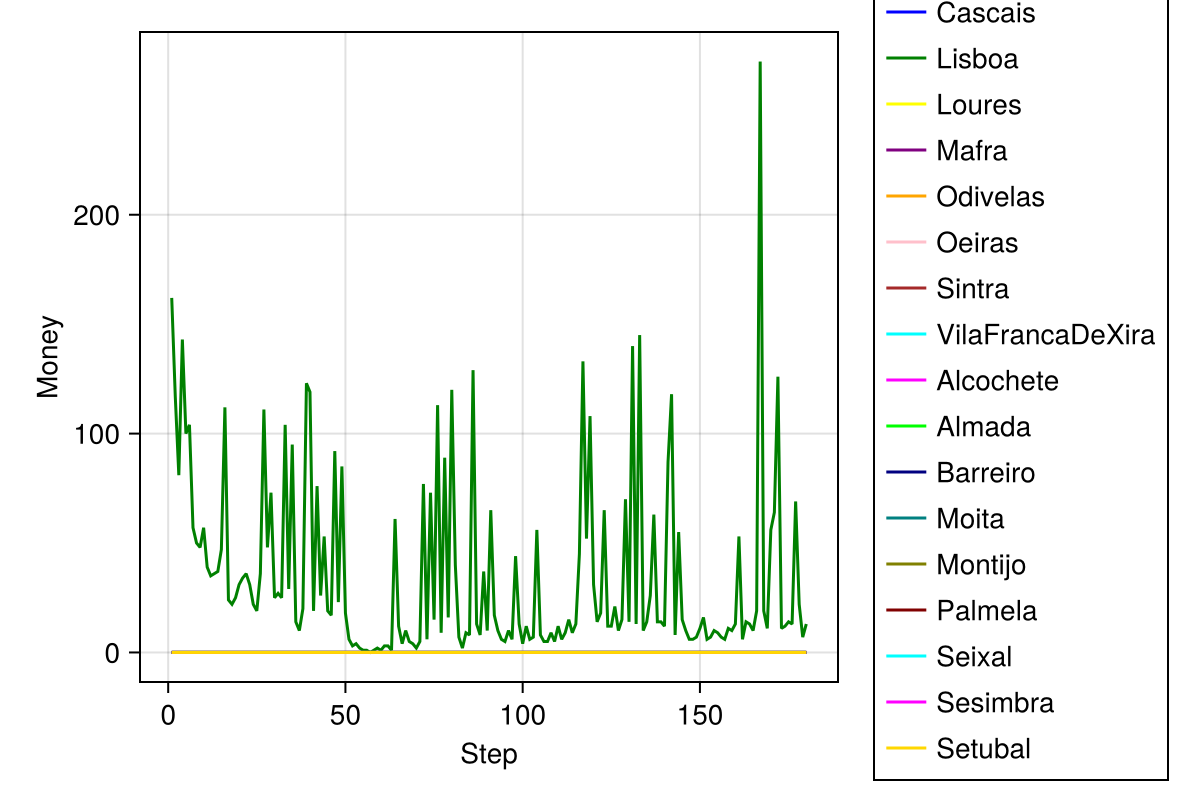 Money
200
100
0
0
50
100
150
Step
Cascais
Lisboa
Loures
Mafra
Odivelas
Oeiras
Sintra
VilaFrancaDeXira
Alcochete
Almada
Barreiro
Moita
Montijo
Palmela
Seixal
Sesimbra
Setubal